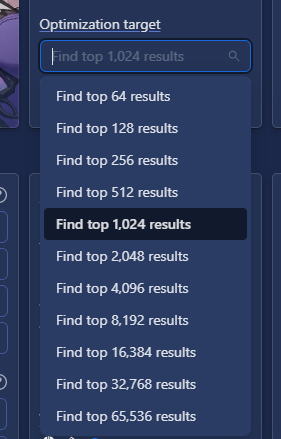 Optimization target
Find top 1,024 results
Find top 64 results
Find top 128 results
Find top 256 results
Find top 512 results
Find top 1,024 results
Find top 2,048 results
Find top 4,096 results
Find top 8,192 results
Find top 16,384 results
Find top 32,768 results
Find top 65,536 results